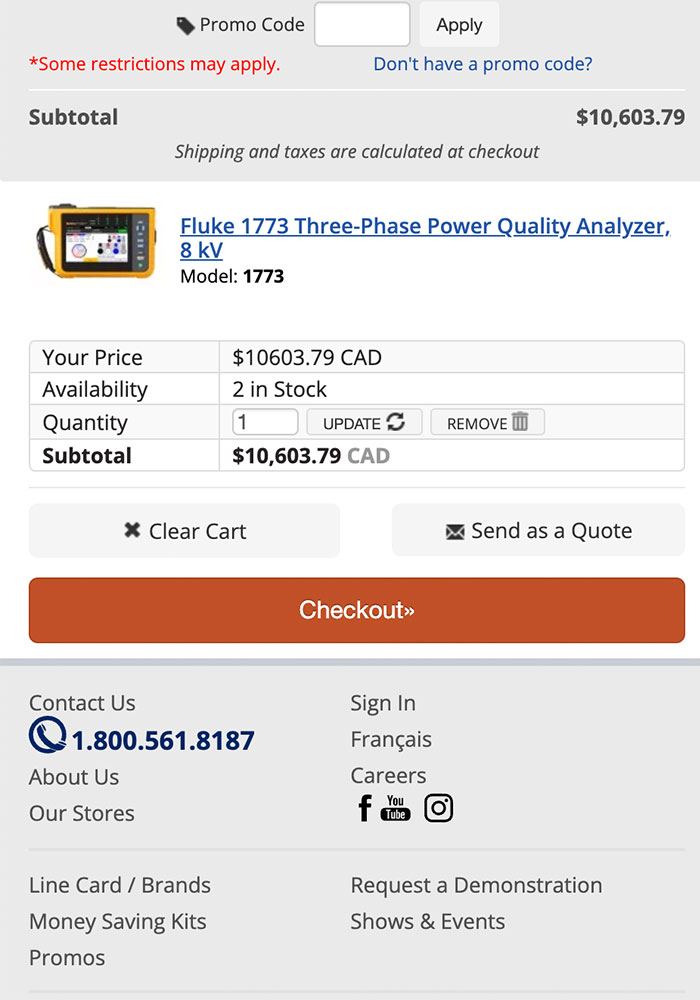 Promo Code Apply
*Some restrictions may apply. Don't have a promo code?
Subtotal $10,603.79
Shipping and taxes are calculated at checkout
Fluke 1773 Three-Phase Power Quality Analyzer,
8 kV
Model: 1773
Your Price $10603.79 CAD
Availability 2 in Stock
Quantity 1 UPDATE REMOVE
Subtotal $10,603.79 CAD
Clear Cart Send as a Quote
Checkout»
Contact Us Sign In
1.800.561.8187 Français
About Us Careers
Our Stores You Tube
Line Card / Brands Request a Demonstration
Money Saving Kits Shows & Events
Promos